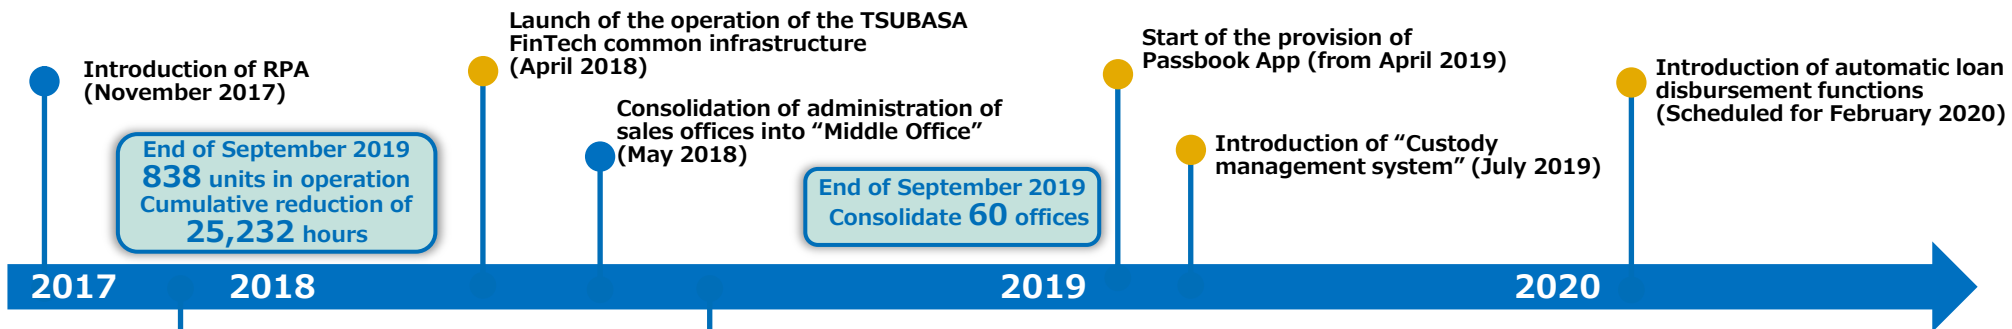 Introduction of RPA
(November 2017)
End of September 2019
838 units in operation
Cumulative reduction of
25,232 hours
Launch of the operation of the TSUBASA
FinTech common infrastructure
(April 2018)
Consolidation of administration of
sales offices into “Middle Office”
(May 2018)
End of September 2019
Consolidate 60 offices
Start of the provision of
Passbook App (from April 2019)
Introduction of “Custody
management system” (July 2019)
Introduction of automatic loan
disbursement functions
(Scheduled for February 2020)
2017
2018
2019
2020